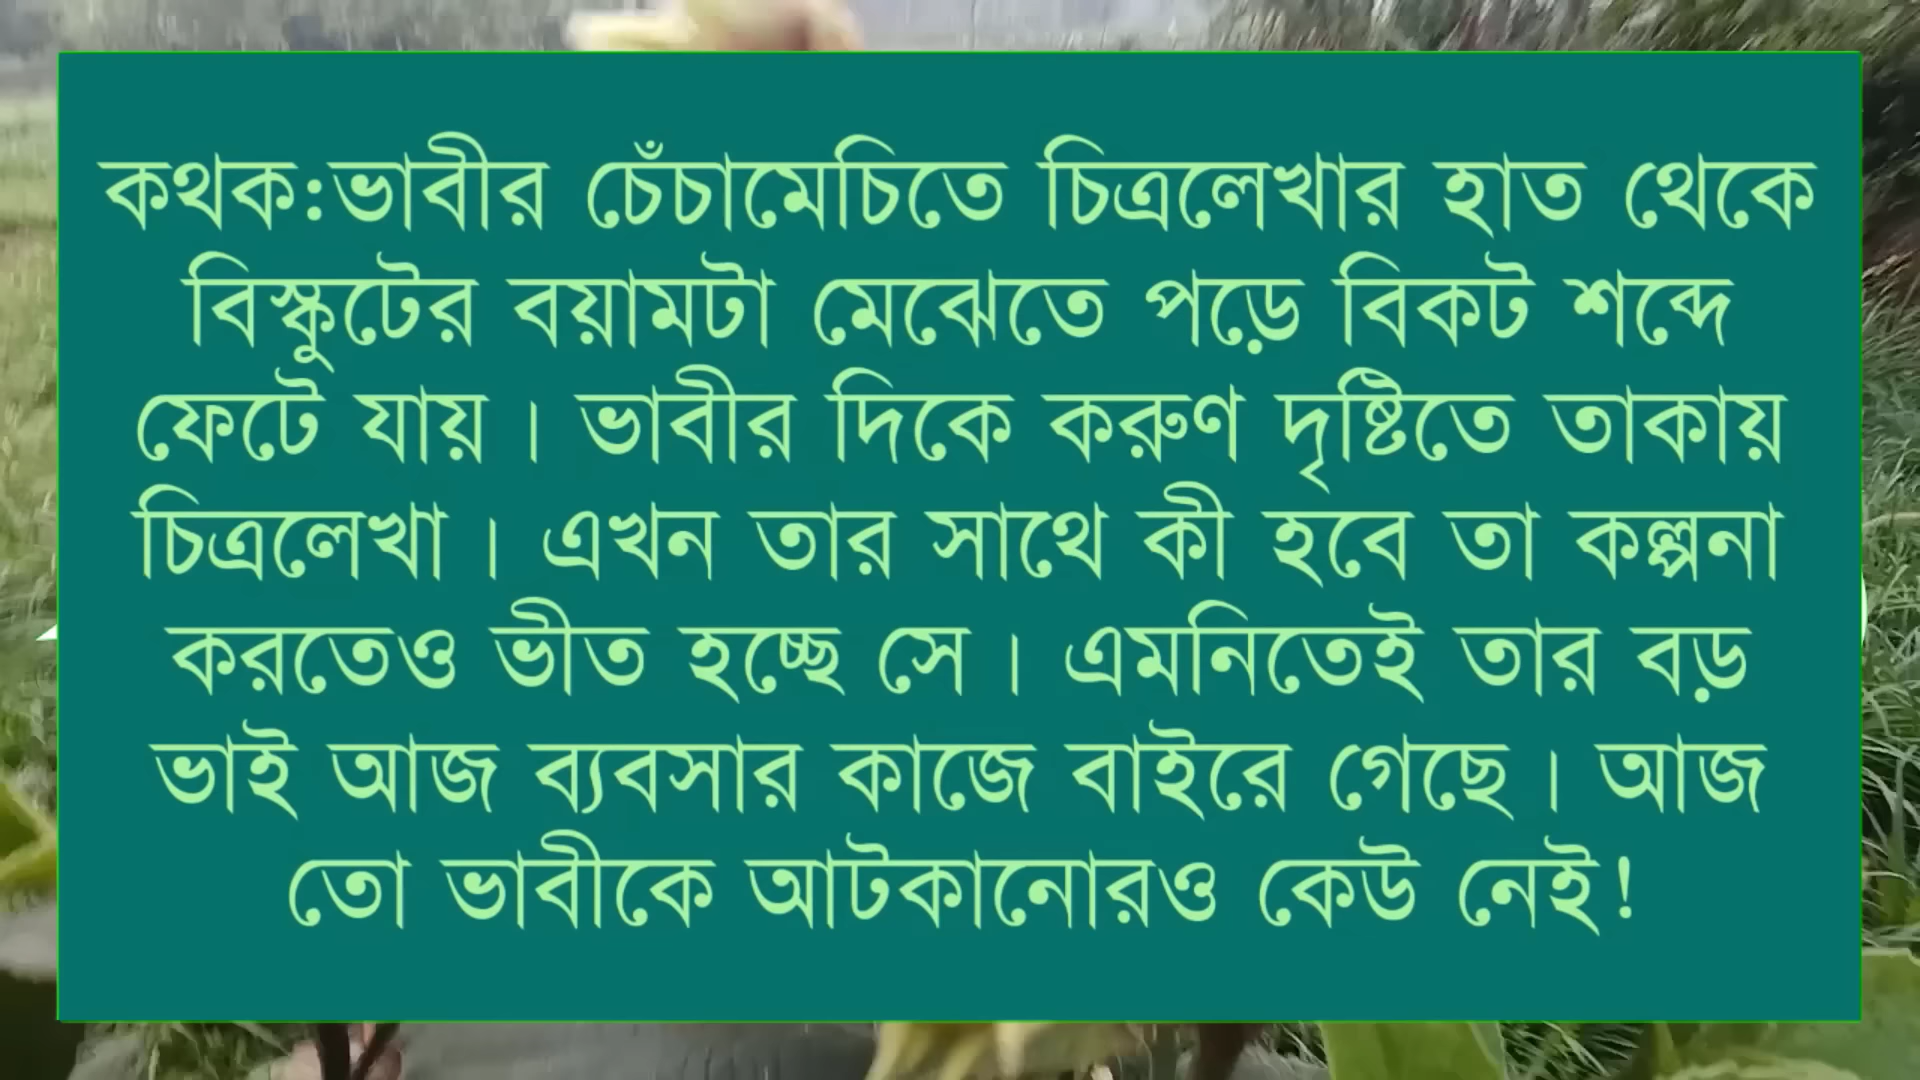 কথক:ভাবীর চেঁচামেচিতে চিত্রলেখার হাত থেকে
বিস্কুটের বয়ামটা মেঝেতে পড়ে বিকট শব্দে
ফেটে যায়। ভাবীর দিকে করুণ দৃষ্টিতে তাকায়
চিত্রলেখা। এখন তার সাথে কী হবে তা কল্পনা
করতেও ভীত হচ্ছে সে। এমনিতেই তার বড়
ভাই আজ ব্যবসার কাজে বাইরে গেছে। আজ
তো ভাবীকে আটকানোরও কেউ নেই!